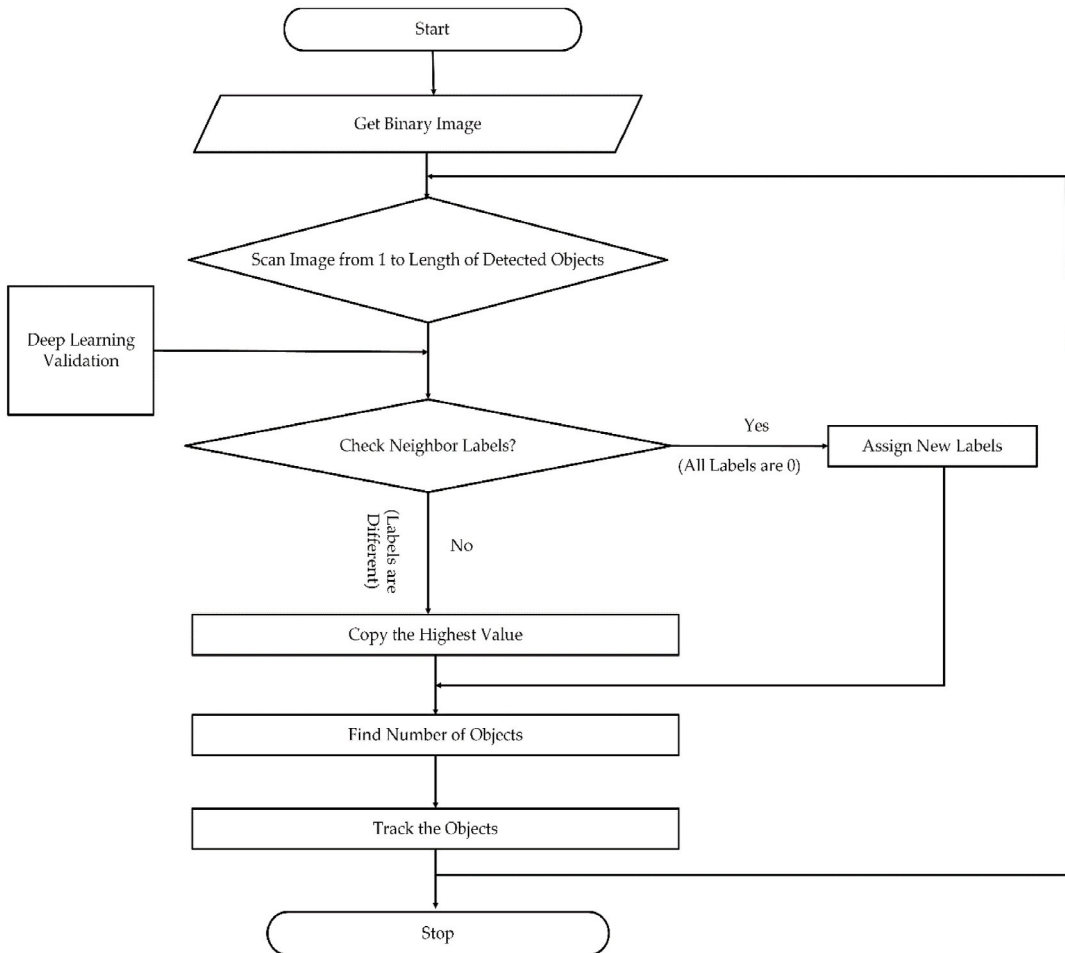 Start
Get Binary Image
Scan Image from 1 to Length of Detected Objects
Deep Learning
Validation
Check Neighbor Labels?
Yes
(All Labels are 0)
Assign New Labels
(Labels are
Different)
No
Copy the Highest Value
Find Number of Objects
Track the Objects
Stop